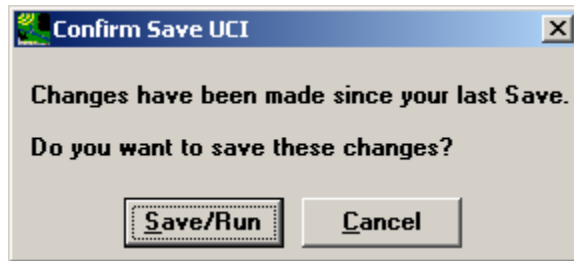 Confirm Save UCI
Changes have been made since your last Save.
Do you want to save these changes?
Save/Run
Cancel